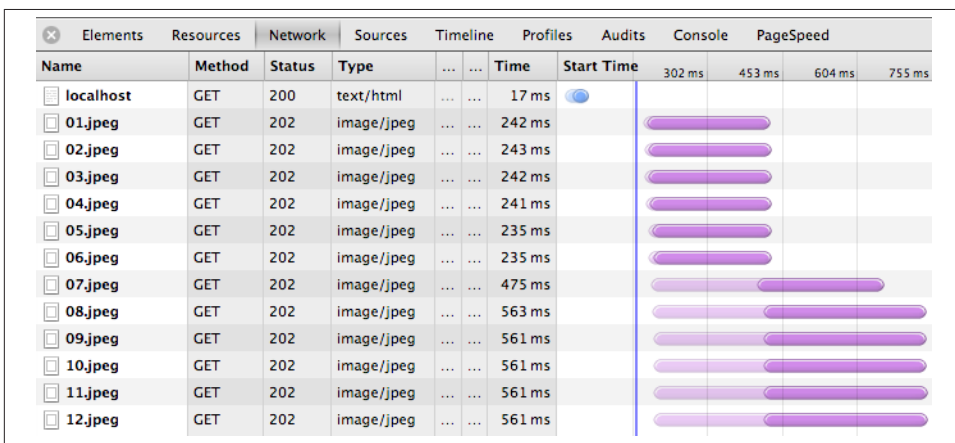 Elements Resources Network Sources Timeline Profiles Audits Console PageSpeed
Name Method Status Type ... ... Time Start Time 302 ms 453 ms 604 ms 755 ms
localhost GET 200 text/html ... ... 17 ms
01.jpeg GET 202 image/jpeg ... ... 242 ms
02.jpeg GET 202 image/jpeg ... ... 243 ms
03.jpeg GET 202 image/jpeg ... ... 242 ms
04.jpeg GET 202 image/jpeg ... ... 241 ms
05.jpeg GET 202 image/jpeg ... ... 235 ms
06.jpeg GET 202 image/jpeg ... ... 235 ms
07.jpeg GET 202 image/jpeg ... ... 475 ms
08.jpeg GET 202 image/jpeg ... ... 563 ms
09.jpeg GET 202 image/jpeg ... ... 561 ms
10.jpeg GET 202 image/jpeg ... ... 561 ms
11.jpeg GET 202 image/jpeg ... ... 561 ms
12.jpeg GET 202 image/jpeg ... ... 561 ms